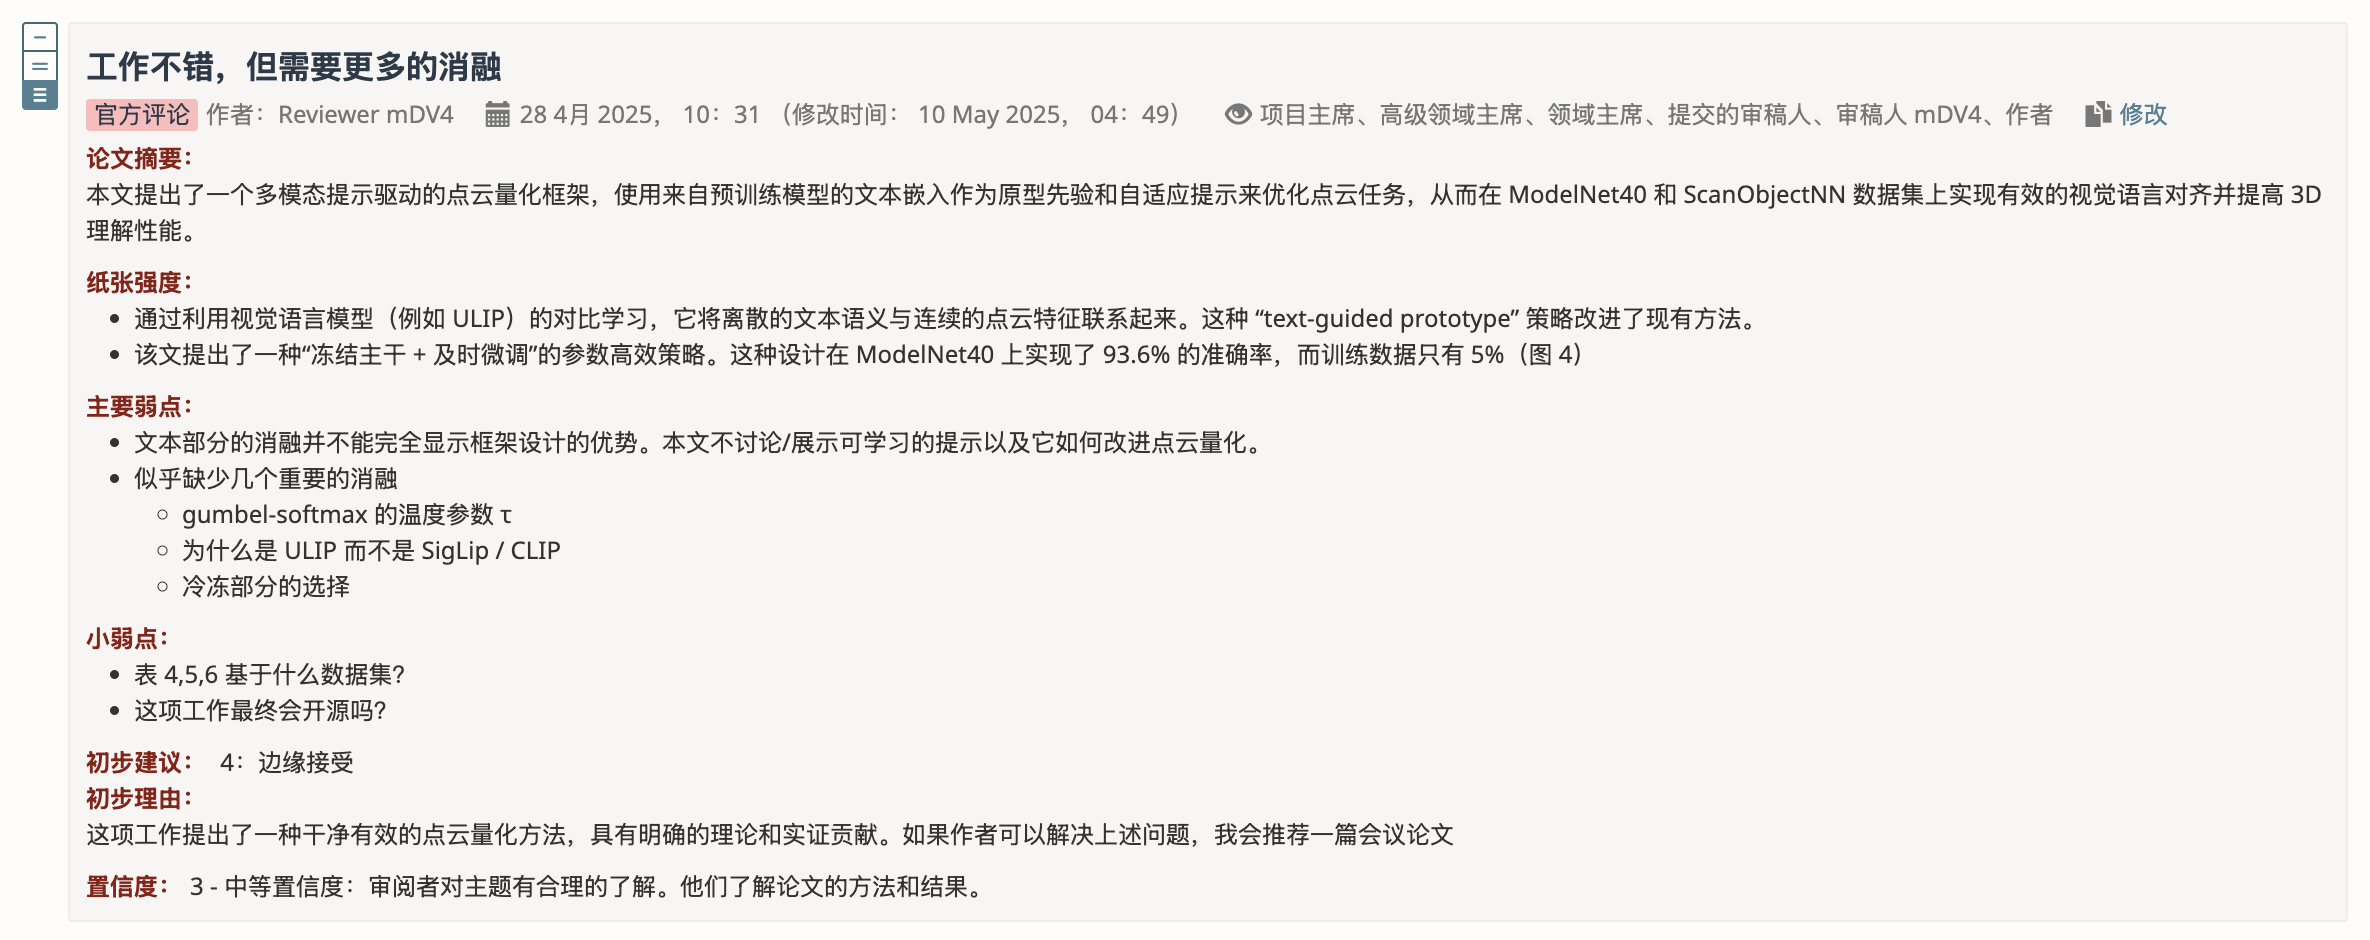 工作不错，但需要更多的消融
官方评论 作者：Reviewer mDV4 28 4月 2025， 10：31 （修改时间： 10 May 2025， 04：49） 项目主席、高级领域主席、领域主席、提交的审稿人、审稿人 mDV4、作者 修改
论文摘要：
本文提出了一个多模态提示驱动的点云量化框架，使用来自预训练模型的文本嵌入作为原型先验和自适应提示来优化点云任务，从而在 ModelNet40 和 ScanObjectNN 数据集上实现有效的视觉语言对齐并提高 3D
理解性能。
纸张强度：
• 通过利用视觉语言模型（例如 ULIP）的对比学习，它将离散的文本语义与连续的点云特征联系起来。这种 “text-guided prototype” 策略改进了现有方法。
• 该文提出了一种“冻结主干 + 及时微调”的参数高效策略。这种设计在 ModelNet40 上实现了 93.6% 的准确率，而训练数据只有 5%（图 4）
主要弱点：
• 文本部分的消融并不能完全显示框架设计的优势。本文不讨论/展示可学习的提示以及它如何改进点云量化。
• 似乎缺少几个重要的消融
◦ gumbel-softmax 的温度参数 τ
◦ 为什么是 ULIP 而不是 SigLip / CLIP
◦ 冷冻部分的选择
小弱点：
• 表 4,5,6 基于什么数据集？
• 这项工作最终会开源吗？
初步建议： 4：边缘接受
初步理由：
这项工作提出了一种干净有效的点云量化方法，具有明确的理论和实证贡献。如果作者可以解决上述问题，我会推荐一篇会议论文
置信度： 3 - 中等置信度：审阅者对主题有合理的了解。他们了解论文的方法和结果。